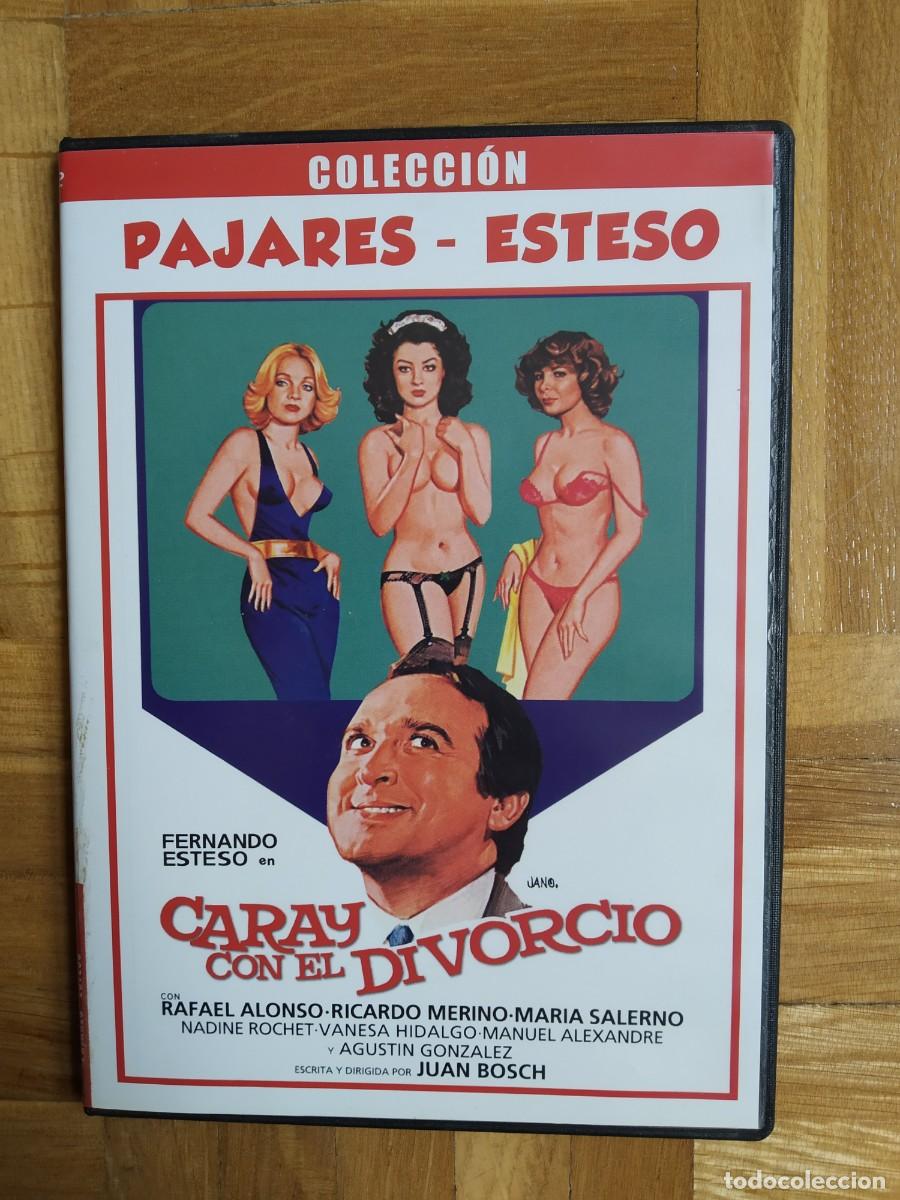 COLECCIÓN
PAJARES - ESTESO
FERNANDO
ESTESO en
JANO.
CARAY
CON EL DIVORCIO
CON
RAFAEL ALONSO·RICARDO MERINO·MARIA SALERNO
NADINE ROCHET·VANESA HIDALGO·MANUEL ALEXANDRE
Y AGUSTIN GONZALEZ
ESCRITA Y DIRIGIDA POR JUAN BOSCH
todocoleccion